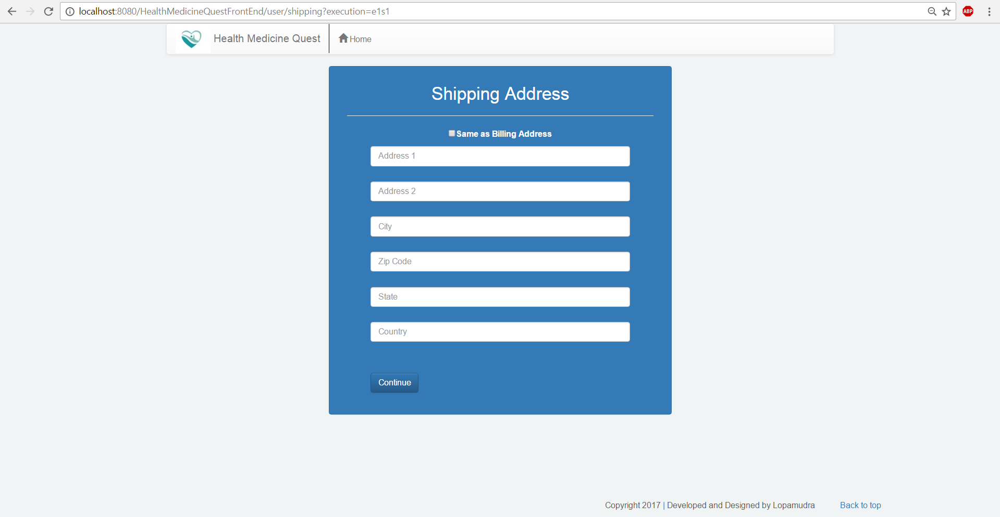 localhost:8080/HealthMedicineQuestFrontEnd/user/shipping?execution=e1s1
ABP
Health Medicine Quest
Home
Shipping Address
Same as Billing Address
Address 1
Address 2
City
Zip Code
State
Country
Continue
Copyright 2017 | Developed and Designed by Lopamudra
Back to top